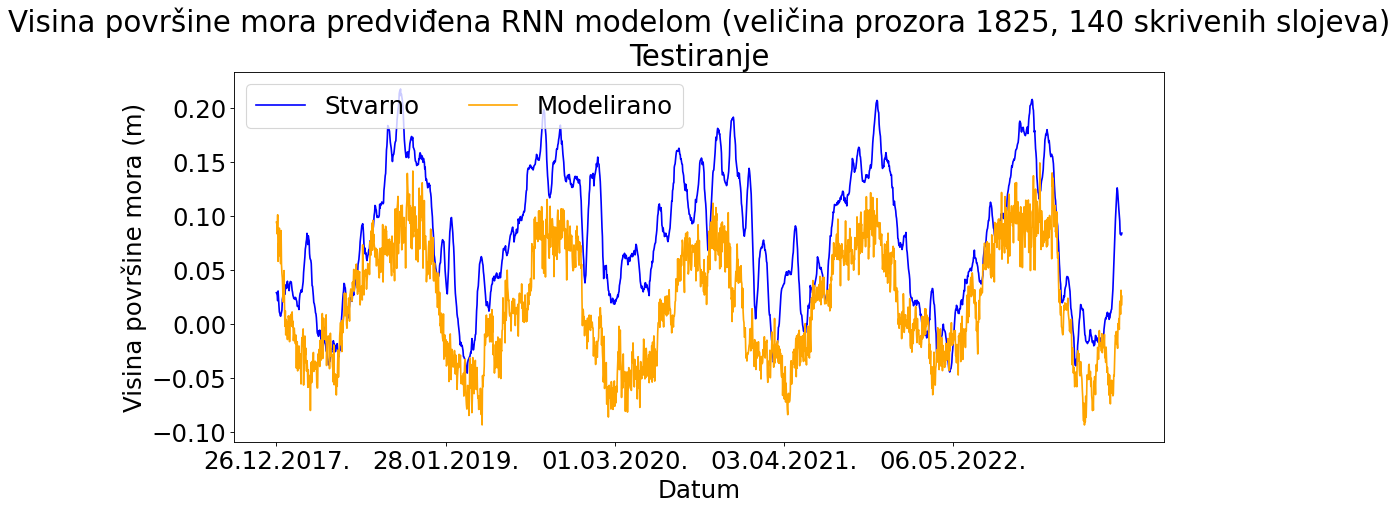 Visina površine mora predviđena RNN modelom (veličina prozora 1825, 140 skrivenih slojeva)
Testiranje
Stvarno Modelirano
Visina površine mora (m)
0.20
0.15
0.10
0.05
0.00
−0.05
−0.10
26.12.2017. 28.01.2019. 01.03.2020. 03.04.2021. 06.05.2022.
Datum